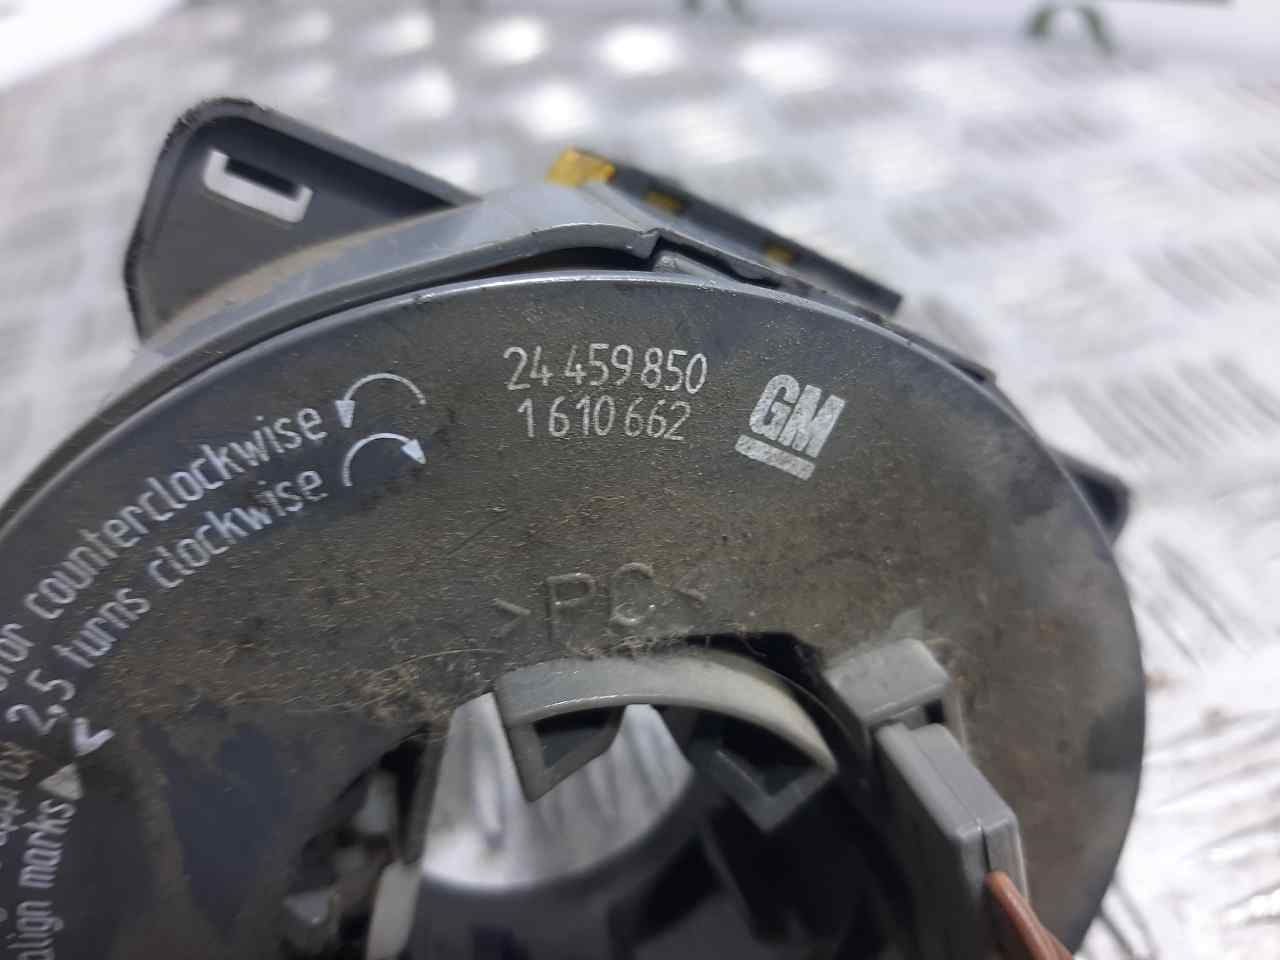 24 459 850
1 610 662
GM
counterclockwise
2,5 turns clockwise
align marks
>PC<